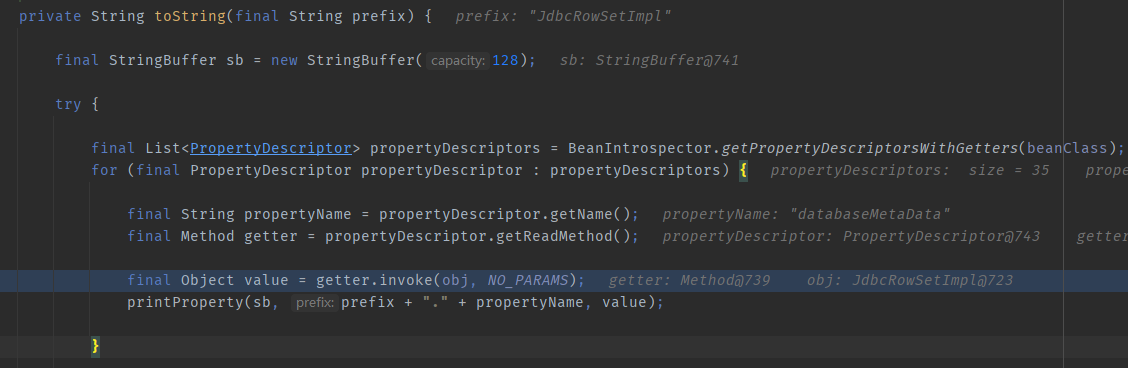 private String toString(final String prefix) {   prefix: "JdbcRowSetImpl"
final StringBuffer sb = new StringBuffer( capacity: 128);   sb: StringBuffer@741
try {
final List<PropertyDescriptor> propertyDescriptors = BeanIntrospector.getPropertyDescriptorsWithGetters(beanClass);
for (final PropertyDescriptor propertyDescriptor : propertyDescriptors) {   propertyDescriptors:  size = 35    prope
final String propertyName = propertyDescriptor.getName();   propertyName: "databaseMetaData"
final Method getter = propertyDescriptor.getReadMethod();   propertyDescriptor: PropertyDescriptor@743    getter
final Object value = getter.invoke(obj, NO_PARAMS);   getter: Method@739    obj: JdbcRowSetImpl@723
printProperty(sb,  prefix: prefix + "." + propertyName, value);
}